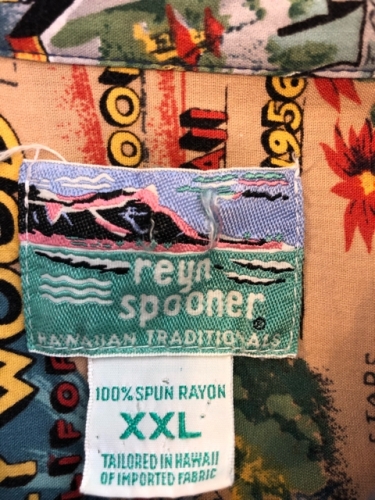 1956
reyn
spooner®
HAWAIIAN TRADITIONALS
100% SPUN RAYON
XXL
TAILORED IN HAWAII
OF IMPORTED FABRIC